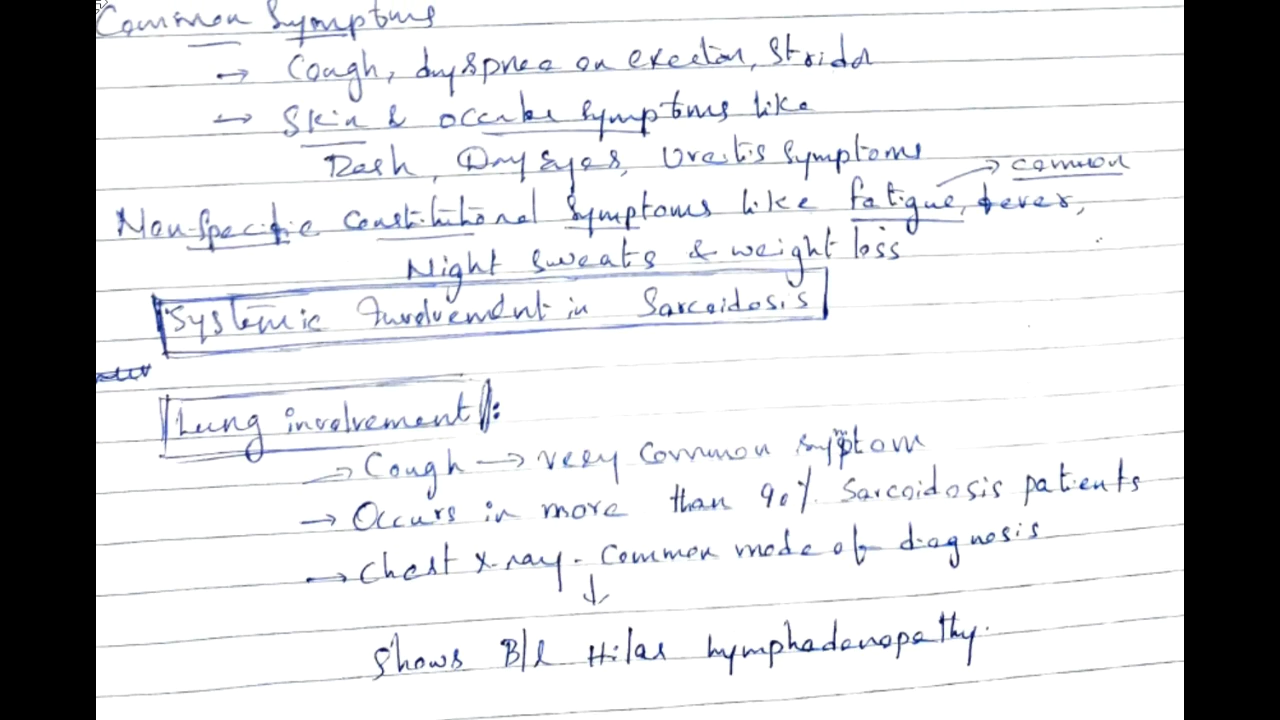 Common Symptoms
→ Cough, dyspnea on exertion, Stridor
→ Skin & occular symptoms like
Rash, Dry eyes, Uveitis symptoms
→ common
Non-specific constitutional symptoms like fatigue, fever,
Night sweats & weight loss
Systemic Involvement in Sarcoidosis
Lung involvement:
→ Cough → very common symptom
→ Occurs in more than 90% Sarcoidosis patients
→ Chest X-ray - Common mode of diagnosis
↓
Shows B/L Hilar lymphadenopathy.